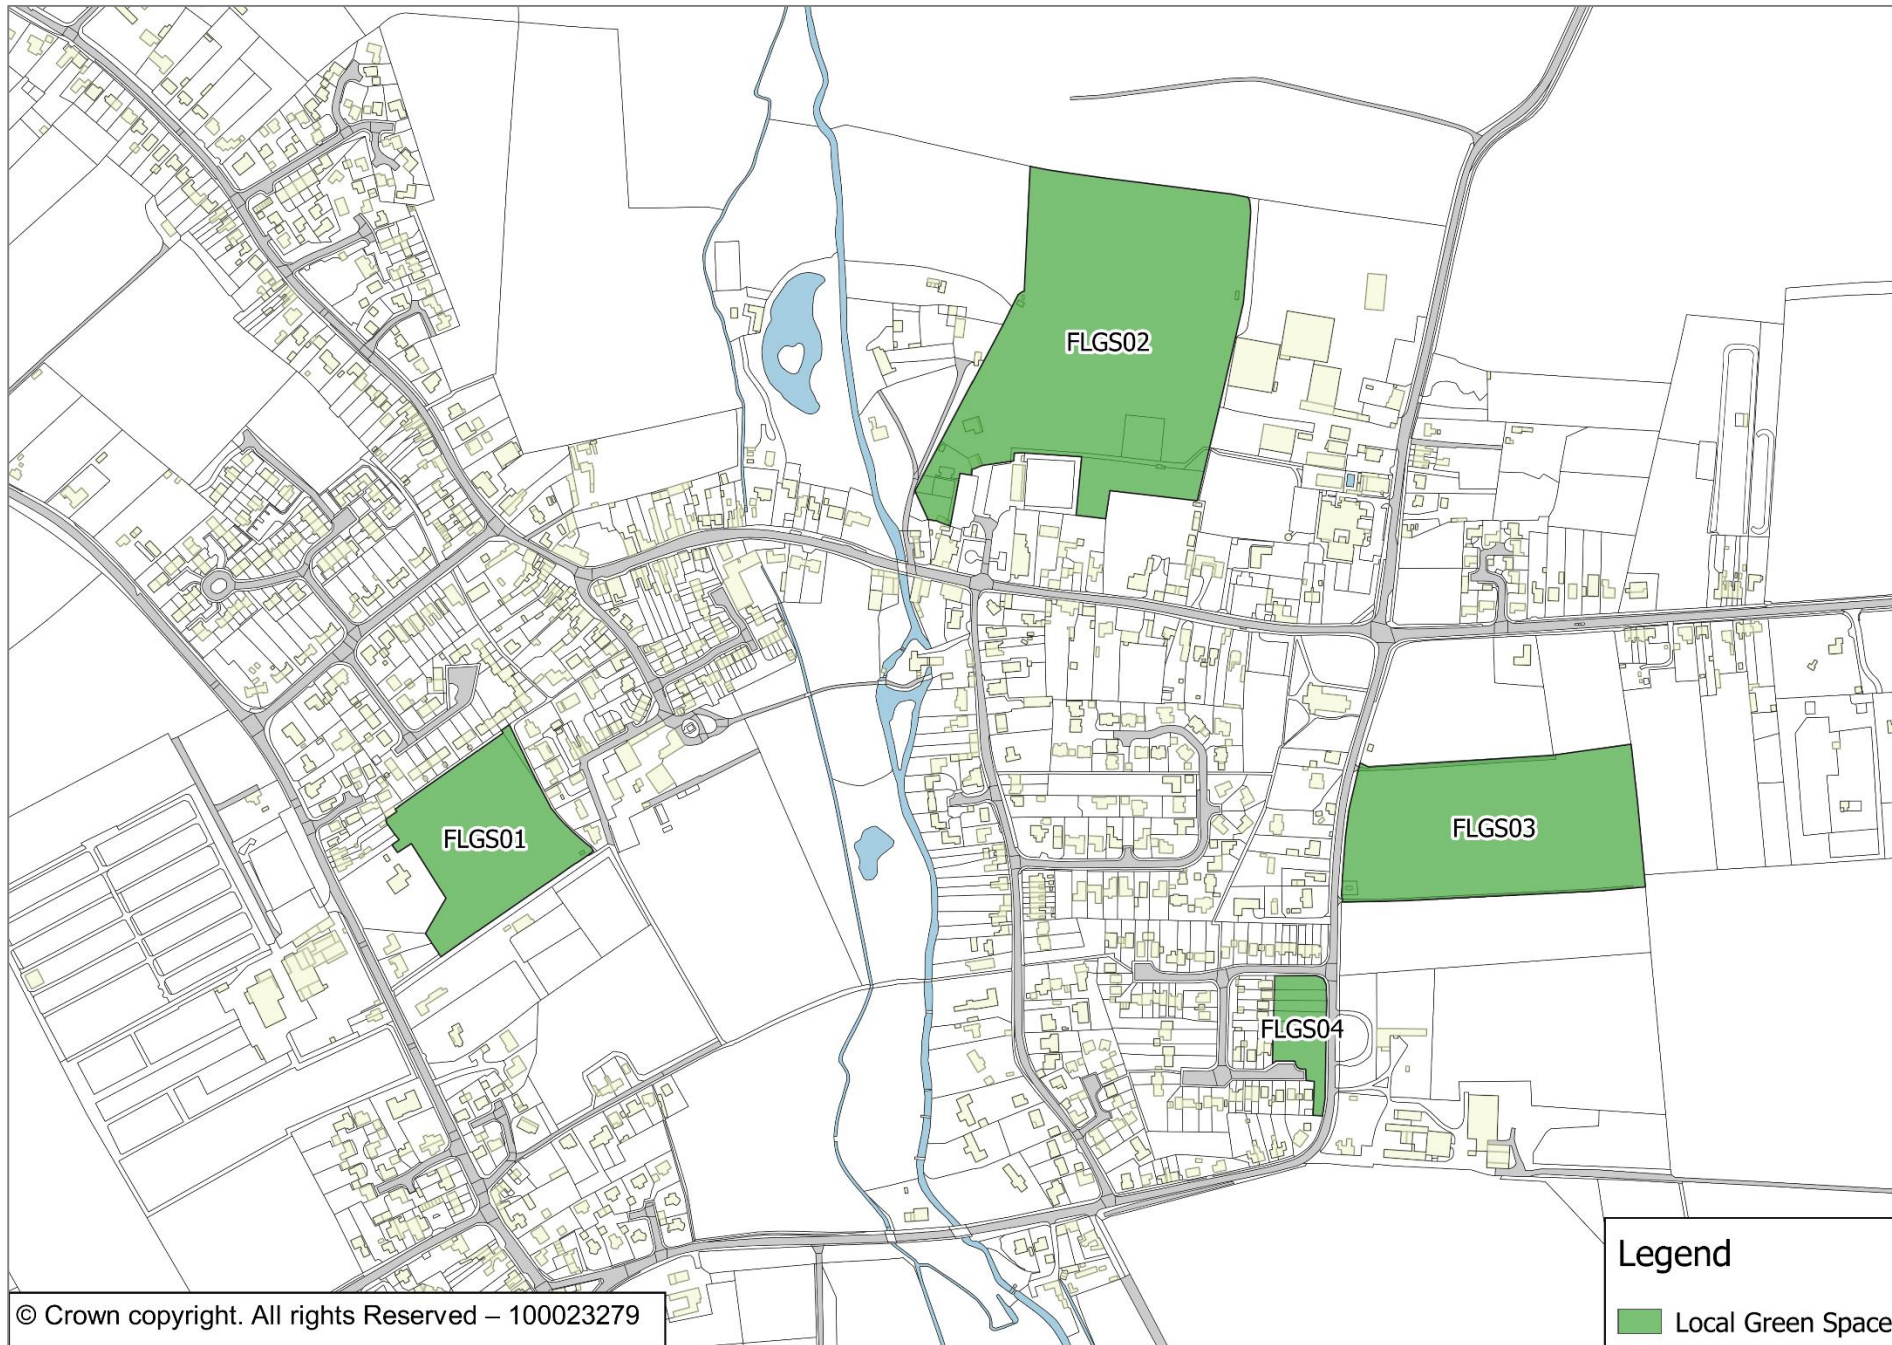 FLGS02
FLGS01
FLGS03
FLGS04
Legend
Local Green Space
© Crown copyright. All rights Reserved – 100023279